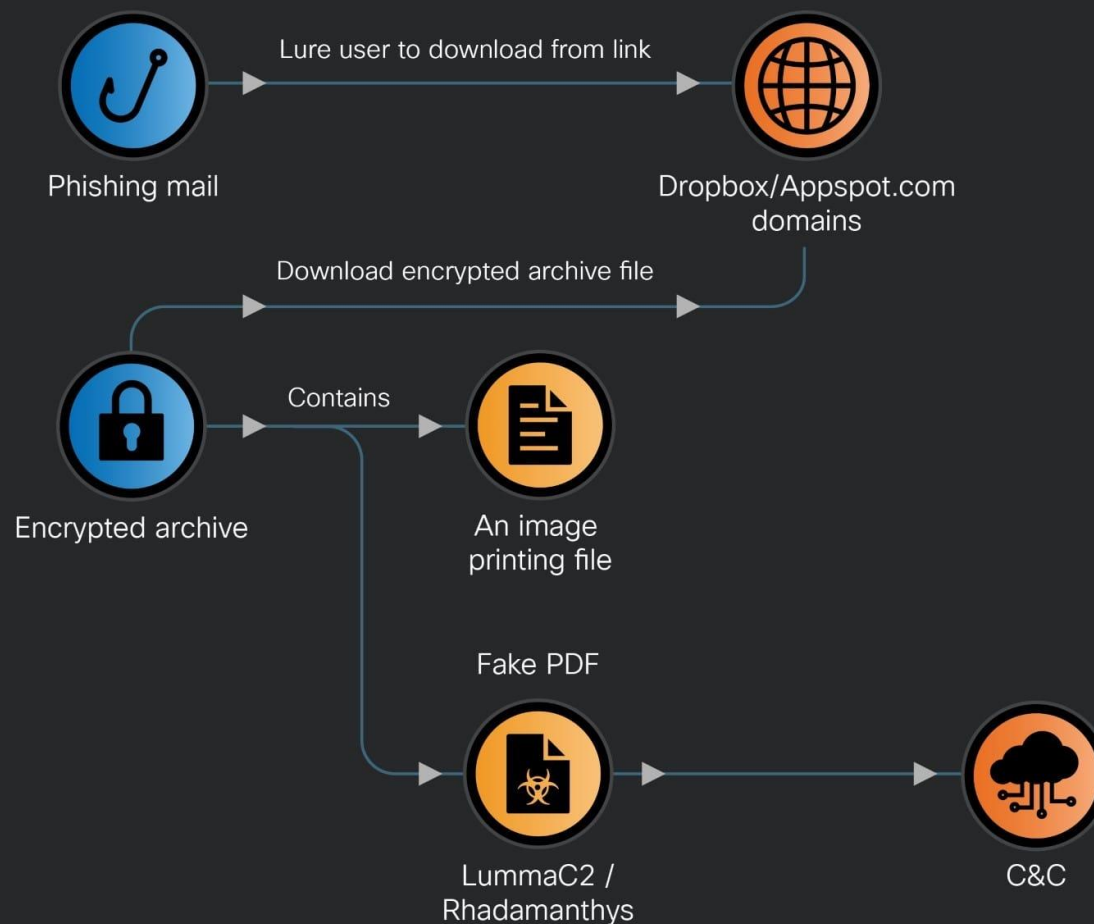 Lure user to download from link
Phishing mail
Dropbox/Appspot.com
domains
Download encrypted archive file
Contains
Encrypted archive
An image
printing file
Fake PDF
LummaC2 /
Rhadamanthys
C&C